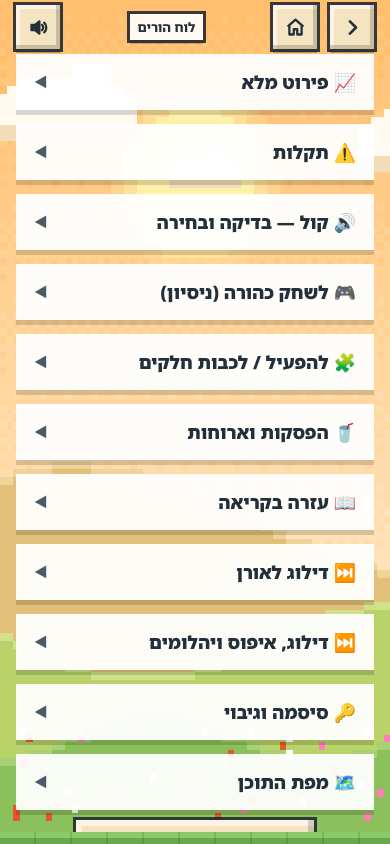 לוח הורים
📈 פירוט מלא
⚠️ תקלות
🔊 קול — בדיקה ובחירה
🎮 לשחק כהורה (ניסיון)
🧩 להפעיל / לכבות חלקים
🥤 הפסקות וארוחות
📖 עזרה בקריאה
⏭️ דילוג לאורן
⏭️ דילוג, איפוס ויהלומים
🔑 סיסמה וגיבוי
🗺️ מפת התוכן